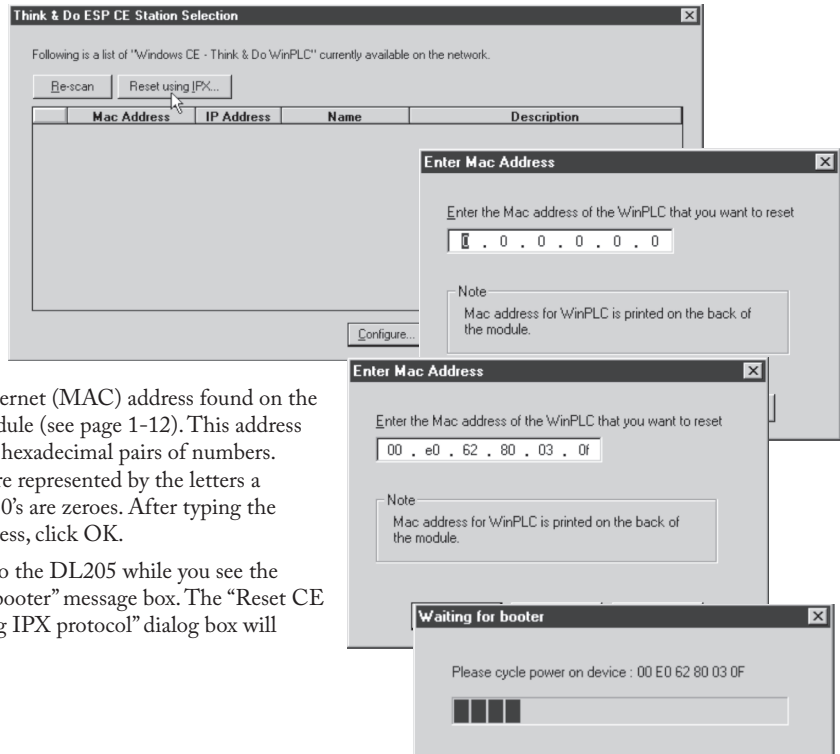 Think & Do ESP CE Station Selection
Following is a list of "Windows CE - Think & Do WinPLC" currently available on the network.
Re-scan
Reset using IPX...
Mac Address IP Address Name Description
Configure...
Enter Mac Address
Enter the Mac address of the WinPLC that you want to reset
0 . 0 . 0 . 0 . 0 . 0
Note
Mac address for WinPLC is printed on the back of
the module.
ernet (MAC) address found on the
dule (see page 1-12). This address
hexadecimal pairs of numbers.
re represented by the letters a
0's are zeroes. After typing the
ess, click OK.
o the DL205 while you see the
booter” message box. The “Reset CE
g IPX protocol” dialog box will
Enter Mac Address
Enter the Mac address of the WinPLC that you want to reset
00 . e0 . 62 . 80 . 03 . 0f
Note
Mac address for WinPLC is printed on the back of
the module.
Waiting for booter
Please cycle power on device : 00 E0 62 80 03 0F